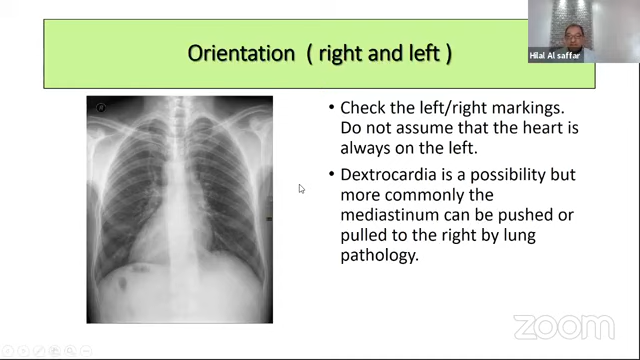 Orientation ( right and left )
Hilal Al saffar
• Check the left/right markings.
Do not assume that the heart is
always on the left.
• Dextrocardia is a possibility but
more commonly the
mediastinum can be pushed or
pulled to the right by lung
pathology.
zoom